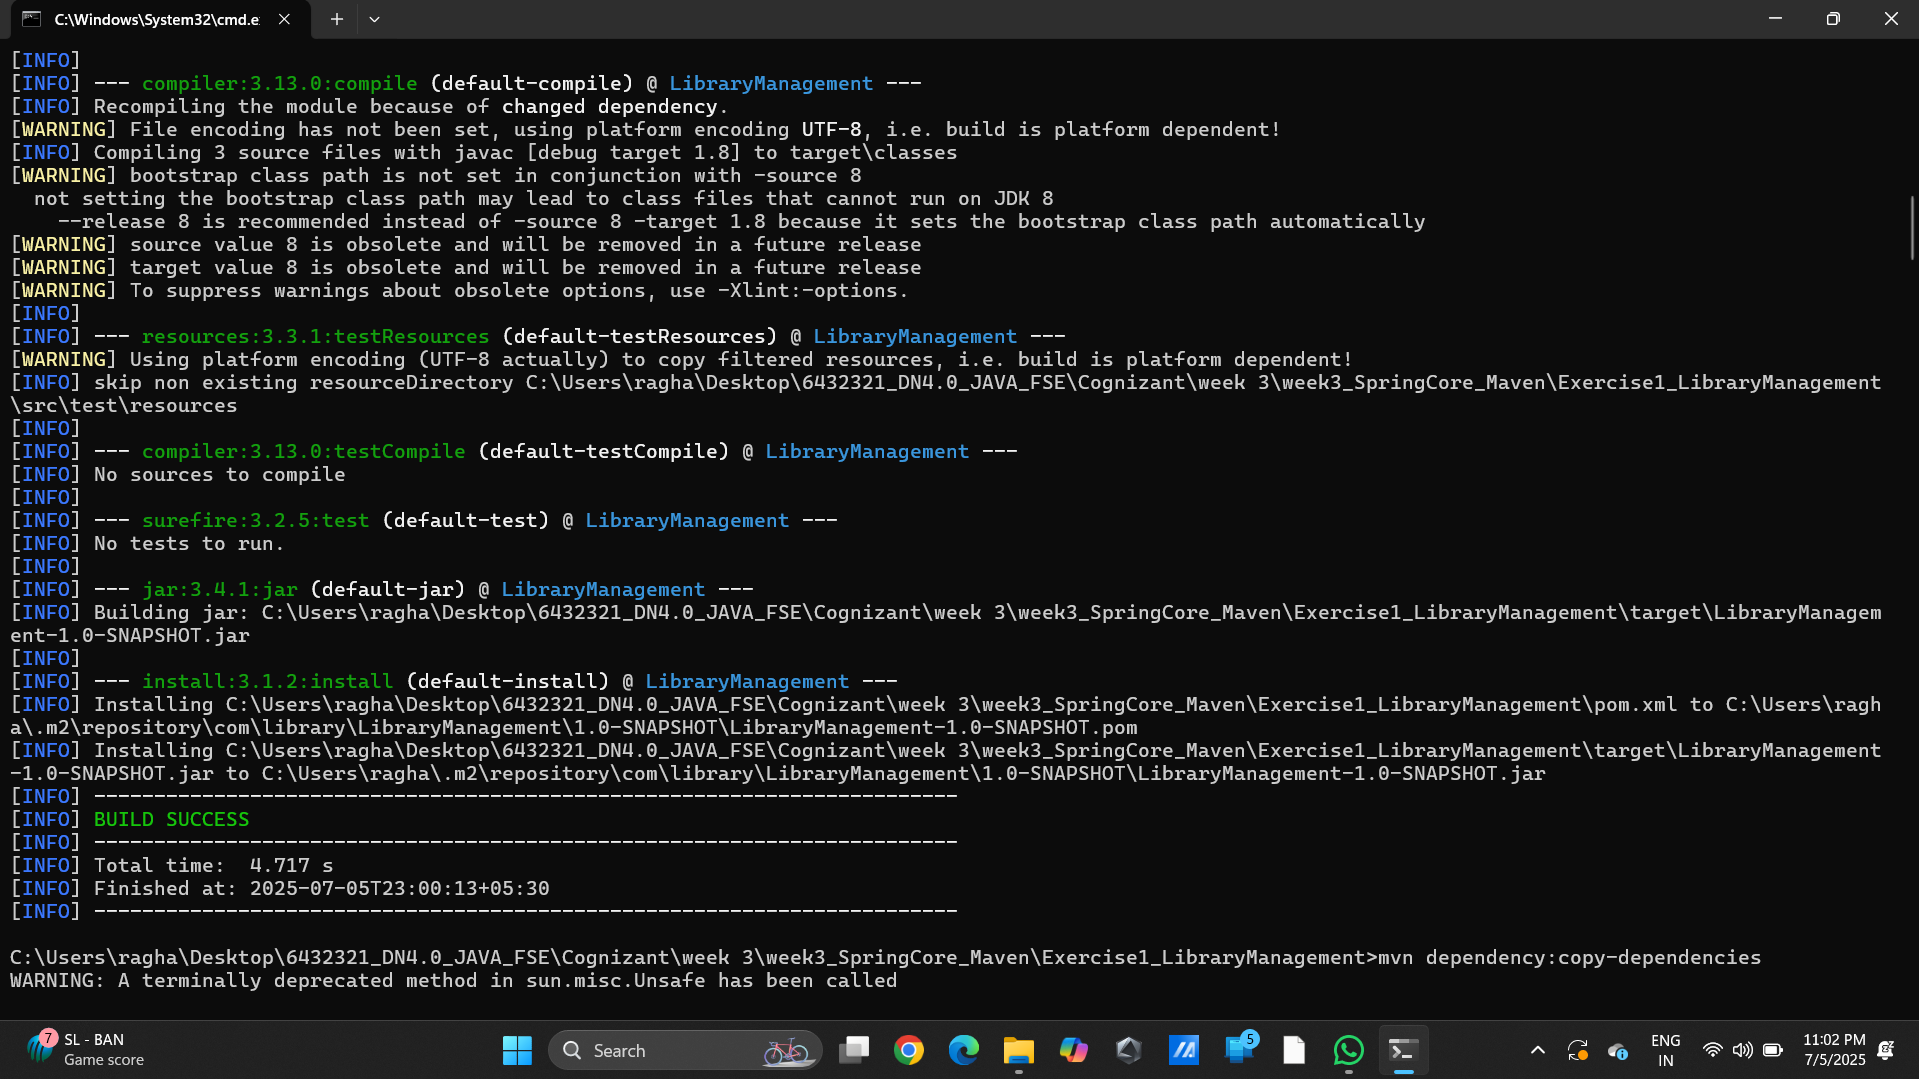 C:\Windows\System32\cmd.e
[INFO]
[INFO] --- compiler:3.13.0:compile (default-compile) @ LibraryManagement ---
[INFO] Recompiling the module because of changed dependency.
[WARNING] File encoding has not been set, using platform encoding UTF-8, i.e. build is platform dependent!
[INFO] Compiling 3 source files with javac [debug target 1.8] to target\classes
[WARNING] bootstrap class path is not set in conjunction with -source 8
not setting the bootstrap class path may lead to class files that cannot run on JDK 8
--release 8 is recommended instead of -source 8 -target 1.8 because it sets the bootstrap class path automatically
[WARNING] source value 8 is obsolete and will be removed in a future release
[WARNING] target value 8 is obsolete and will be removed in a future release
[WARNING] To suppress warnings about obsolete options, use -Xlint:-options.
[INFO]
[INFO] --- resources:3.3.1:testResources (default-testResources) @ LibraryManagement ---
[WARNING] Using platform encoding (UTF-8 actually) to copy filtered resources, i.e. build is platform dependent!
[INFO] skip non existing resourceDirectory C:\Users\ragha\Desktop\6432321_DN4.0_JAVA_FSE\Cognizant\week 3\week3_SpringCore_Maven\Exercise1_LibraryManagement
\src\test\resources
[INFO]
[INFO] --- compiler:3.13.0:testCompile (default-testCompile) @ LibraryManagement ---
[INFO] No sources to compile
[INFO]
[INFO] --- surefire:3.2.5:test (default-test) @ LibraryManagement ---
[INFO] No tests to run.
[INFO]
[INFO] --- jar:3.4.1:jar (default-jar) @ LibraryManagement ---
[INFO] Building jar: C:\Users\ragha\Desktop\6432321_DN4.0_JAVA_FSE\Cognizant\week 3\week3_SpringCore_Maven\Exercise1_LibraryManagement\target\LibraryManagem
ent-1.0-SNAPSHOT.jar
[INFO]
[INFO] --- install:3.1.2:install (default-install) @ LibraryManagement ---
[INFO] Installing C:\Users\ragha\Desktop\6432321_DN4.0_JAVA_FSE\Cognizant\week 3\week3_SpringCore_Maven\Exercise1_LibraryManagement\pom.xml to C:\Users\ragh
a\.m2\repository\com\library\LibraryManagement\1.0-SNAPSHOT\LibraryManagement-1.0-SNAPSHOT.pom
[INFO] Installing C:\Users\ragha\Desktop\6432321_DN4.0_JAVA_FSE\Cognizant\week 3\week3_SpringCore_Maven\Exercise1_LibraryManagement\target\LibraryManagement
-1.0-SNAPSHOT.jar to C:\Users\ragha\.m2\repository\com\library\LibraryManagement\1.0-SNAPSHOT\LibraryManagement-1.0-SNAPSHOT.jar
[INFO] ------------------------------------------------------------------------
[INFO] BUILD SUCCESS
[INFO] ------------------------------------------------------------------------
[INFO] Total time:  4.717 s
[INFO] Finished at: 2025-07-05T23:00:13+05:30
[INFO] ------------------------------------------------------------------------
C:\Users\ragha\Desktop\6432321_DN4.0_JAVA_FSE\Cognizant\week 3\week3_SpringCore_Maven\Exercise1_LibraryManagement>mvn dependency:copy-dependencies
WARNING: A terminally deprecated method in sun.misc.Unsafe has been called
7
SL - BAN
Game score
Search
5
ENG
IN
11:02 PM
7/5/2025